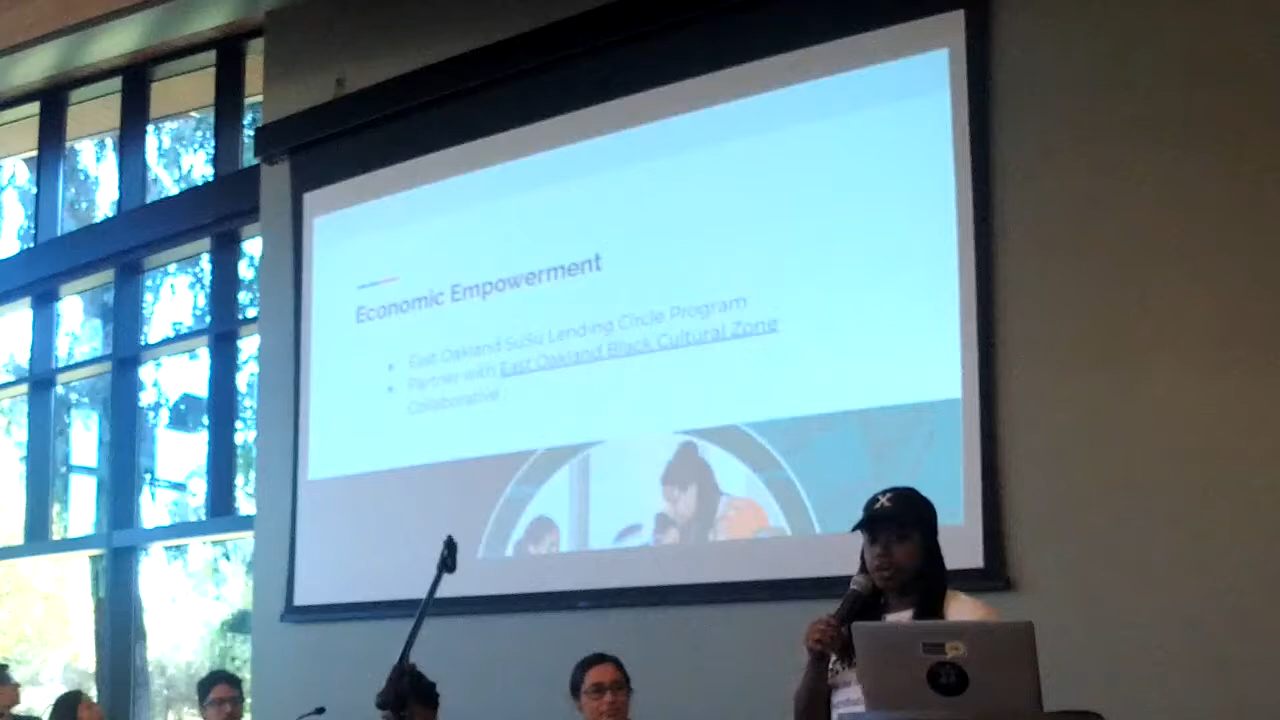 Economic Empowerment
East Oakland SuSu Lending Circle Program
Partner with East Oakland Black Cultural Zone
Collaborative
X